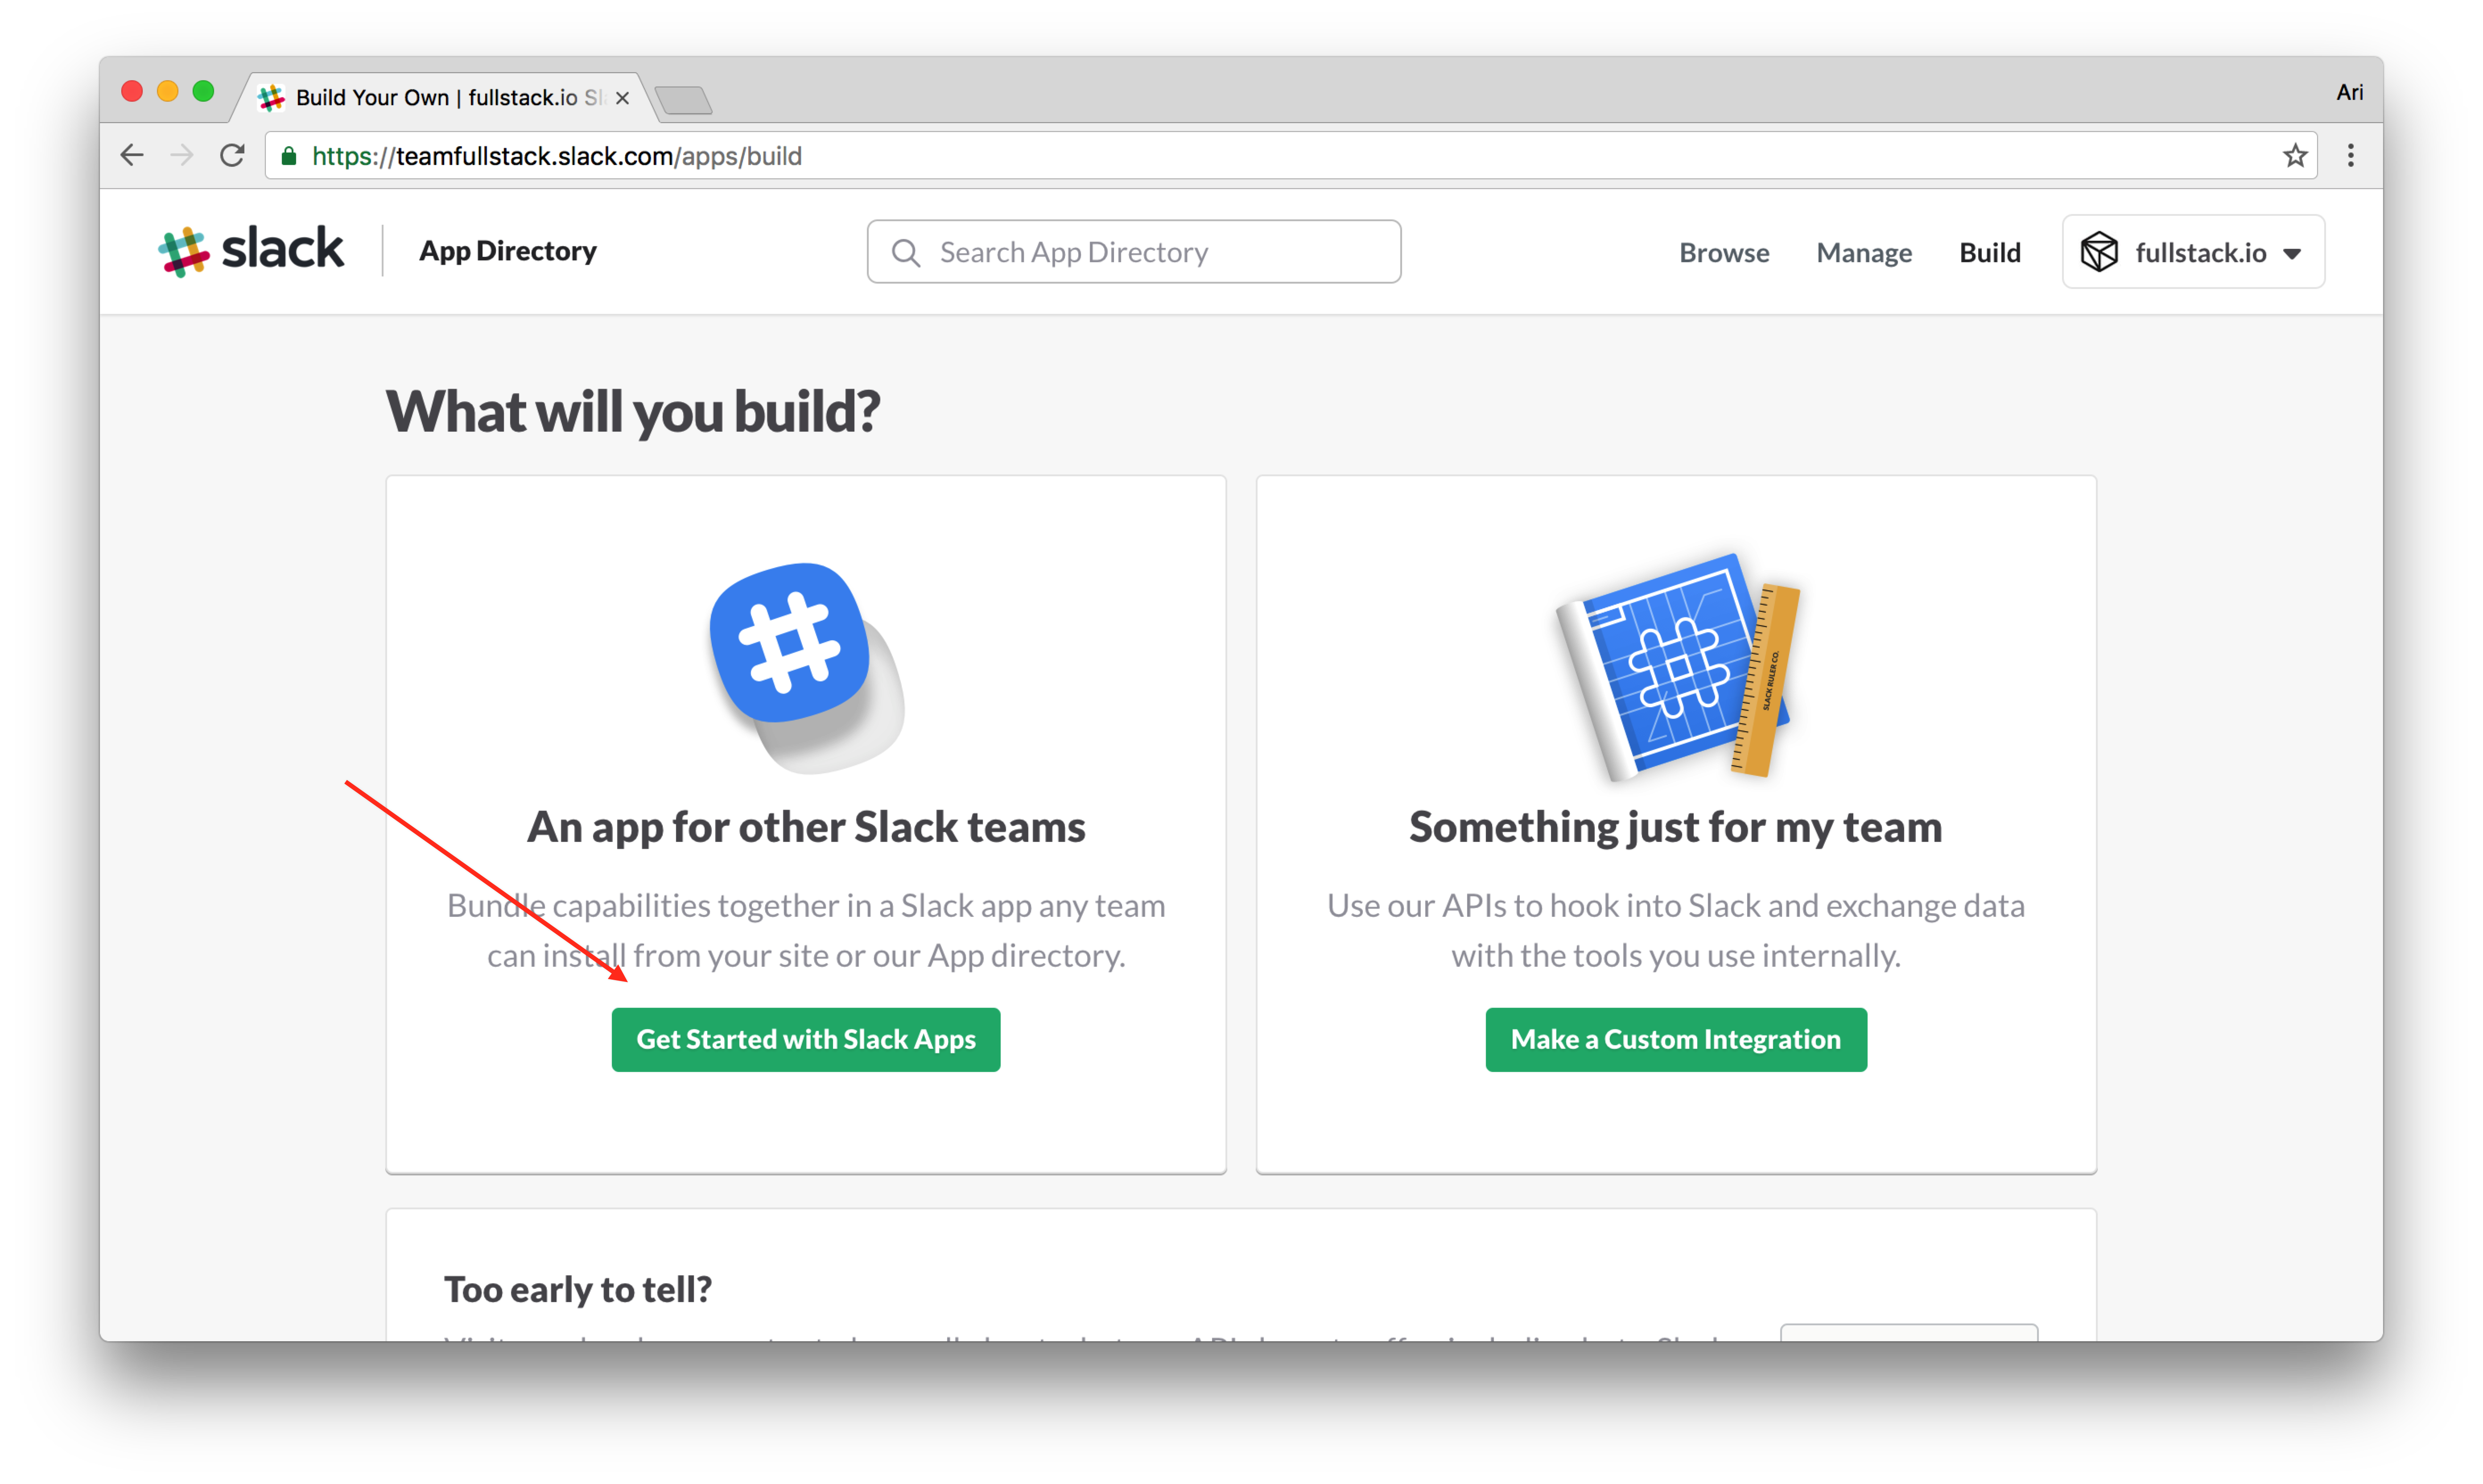 Build Your Own | fullstack.io Sl
Ari
https://teamfullstack.slack.com/apps/build
slack
App Directory
Search App Directory
Browse
Manage
Build
fullstack.io
What will you build?
An app for other Slack teams
Bundle capabilities together in a Slack app any team
can install from your site or our App directory.
Get Started with Slack Apps
SLACK RULER CO.
Something just for my team
Use our APIs to hook into Slack and exchange data
with the tools you use internally.
Make a Custom Integration
Too early to tell?